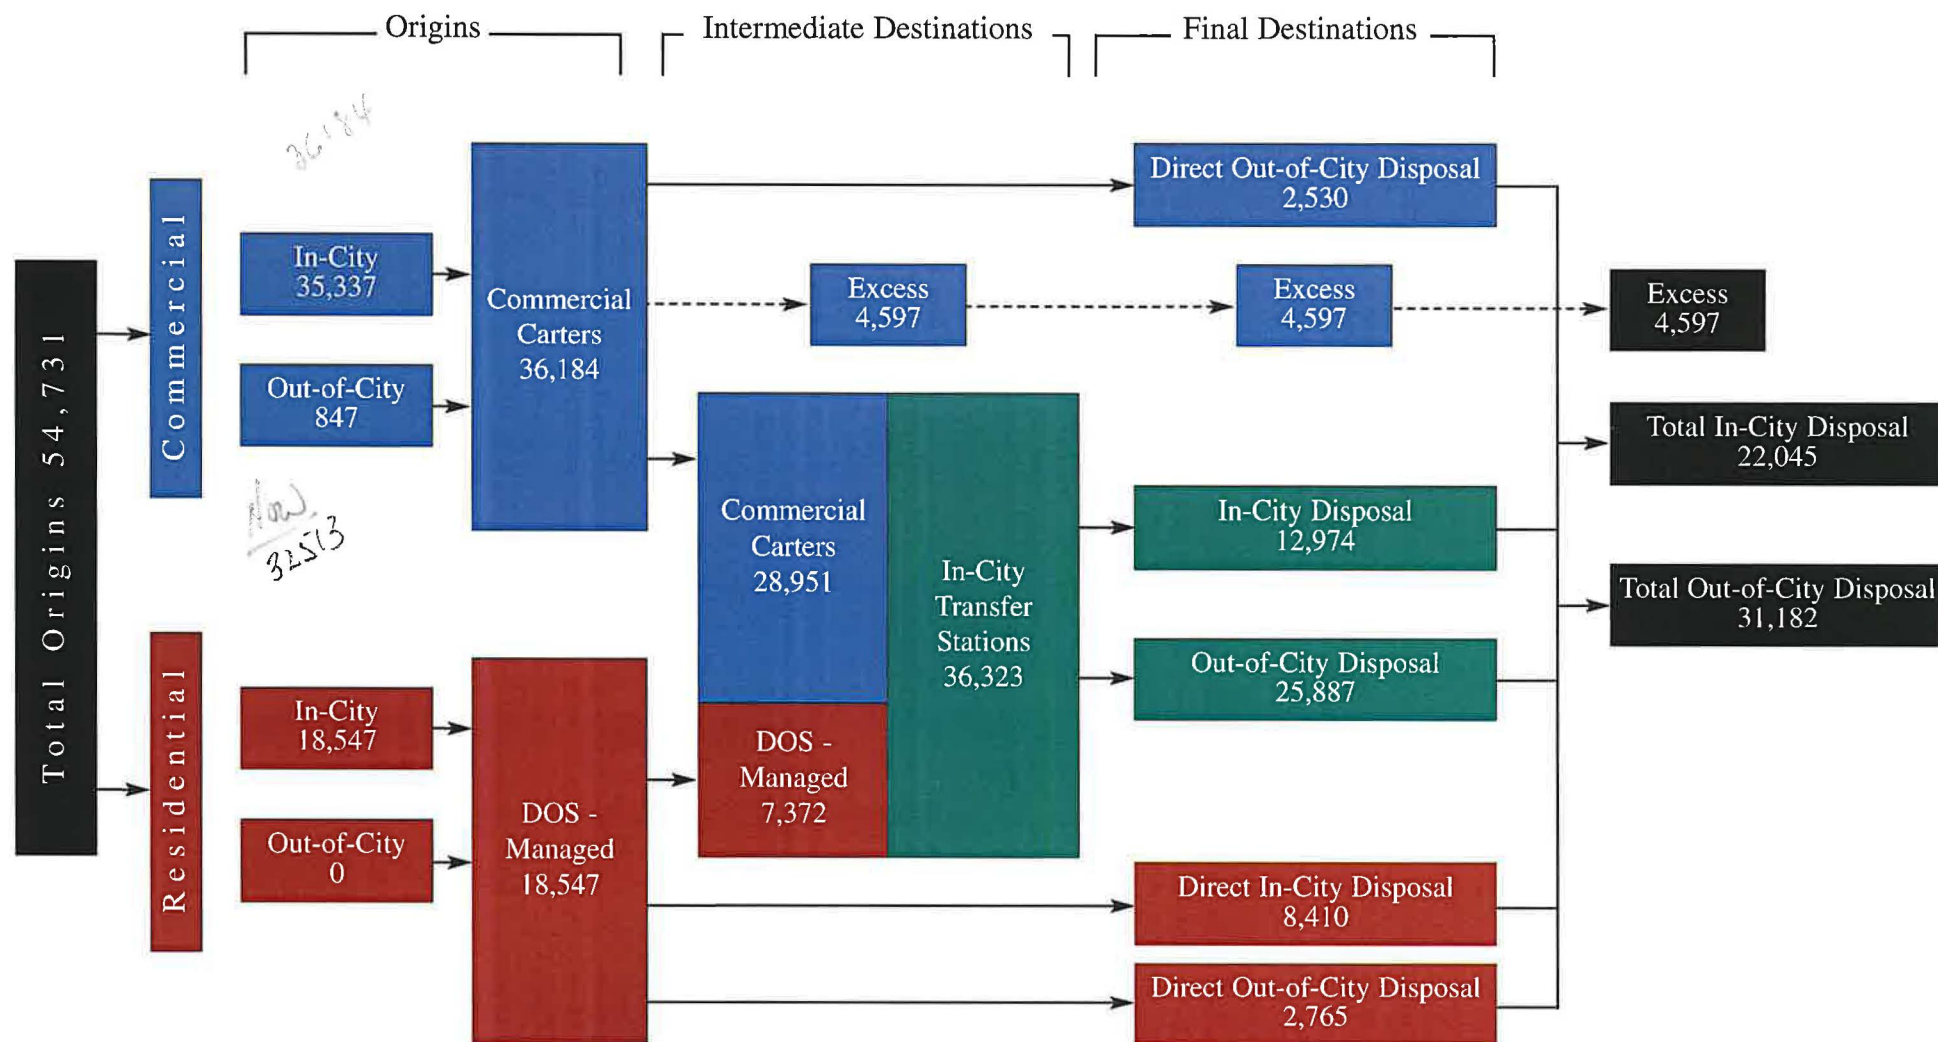 Origins
Intermediate Destinations
Final Destinations
36184
Total Origins 54,731
Commercial
In-City
35,337
Out-of-City
847
Now
32513
Commercial
Carters
36,184
Direct Out-of-City Disposal
2,530
Excess
4,597
Excess
4,597
Excess
4,597
Commercial
Carters
28,951
In-City
Transfer
Stations
36,323
In-City Disposal
12,974
Out-of-City Disposal
25,887
Total In-City Disposal
22,045
Total Out-of-City Disposal
31,182
Residential
In-City
18,547
Out-of-City
0
DOS -
Managed
18,547
DOS -
Managed
7,372
Direct In-City Disposal
8,410
Direct Out-of-City Disposal
2,765